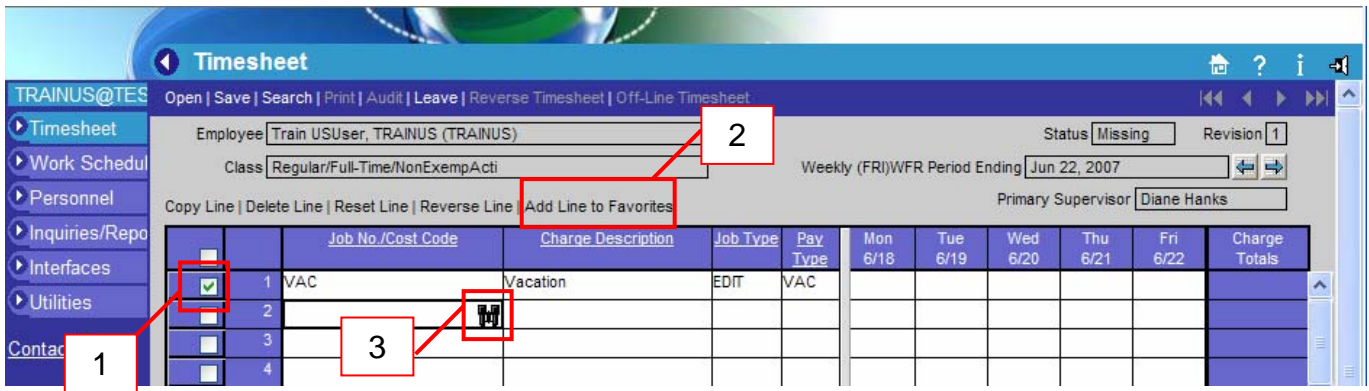 Timesheet
? i
TRAINUS@TES
Open | Save | Search | Print | Audit | Leave | Reverse Timesheet | Off-Line Timesheet
Timesheet
Employee Train USUser, TRAINUS (TRAINUS)
2
Status Missing Revision 1
Work Schedul
Class Regular/Full-Time/NonExempActi
Weekly (FRI)WFR Period Ending Jun 22, 2007
Personnel
Copy Line | Delete Line | Reset Line | Reverse Line | Add Line to Favorites
Primary Supervisor Diane Hanks
Inquiries/Repo
Job No./Cost Code Charge Description Job Type Pay Type Mon 6/18 Tue 6/19 Wed 6/20 Thu 6/21 Fri 6/22 Charge Totals
Interfaces
1 VAC Vacation EDIT VAC
Utilities
2
3
3
Contac
1
4